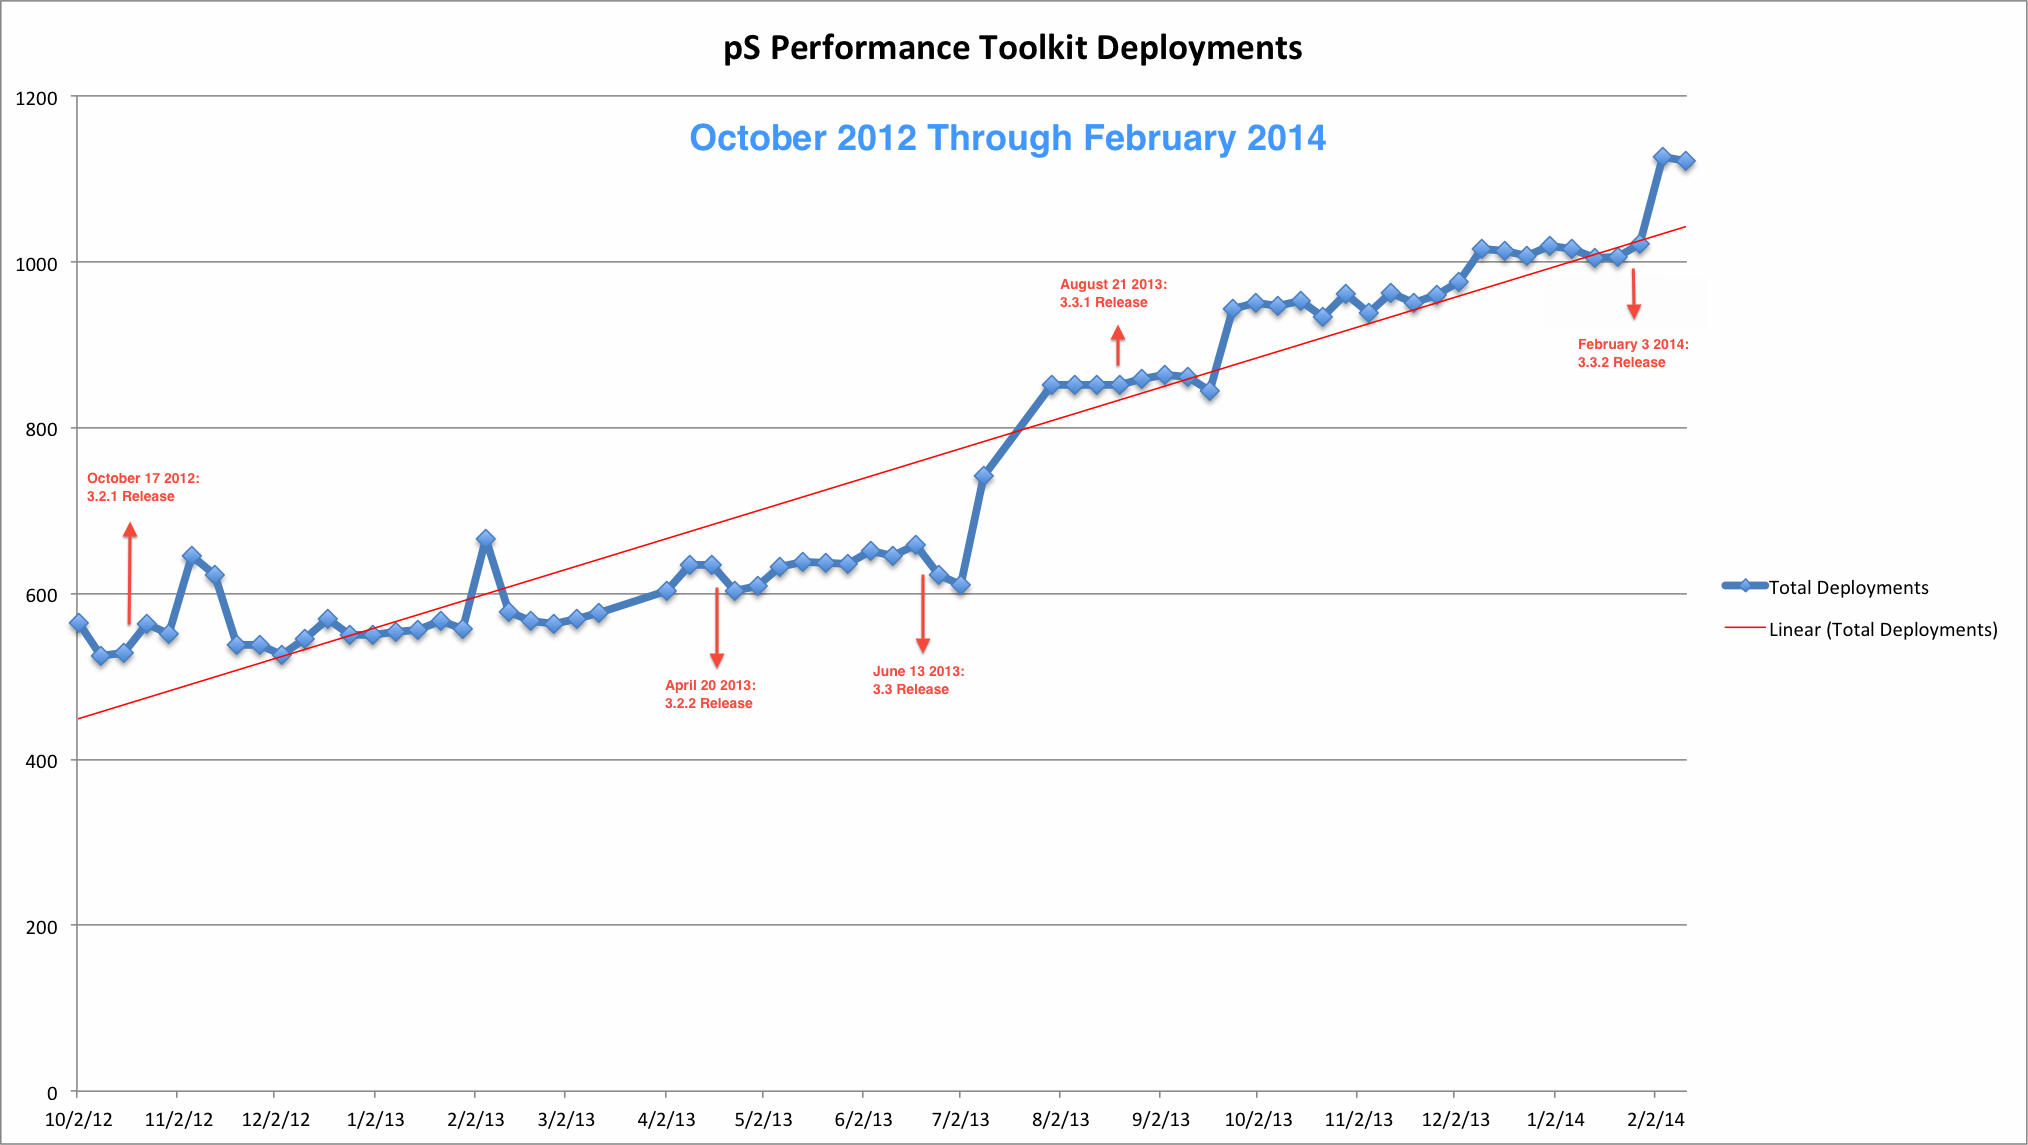 pS Performance Toolkit Deployments
October 2012 Through February 2014
1200
1000
800
600
400
200
0
October 17 2012:
3.2.1 Release
April 20 2013:
3.2.2 Release
June 13 2013:
3.3 Release
August 21 2013:
3.3.1 Release
February 3 2014:
3.3.2 Release
Total Deployments
Linear (Total Deployments)
10/2/12 11/2/12 12/2/12 1/2/13 2/2/13 3/2/13 4/2/13 5/2/13 6/2/13 7/2/13 8/2/13 9/2/13 10/2/13 11/2/13 12/2/13 1/2/14 2/2/14